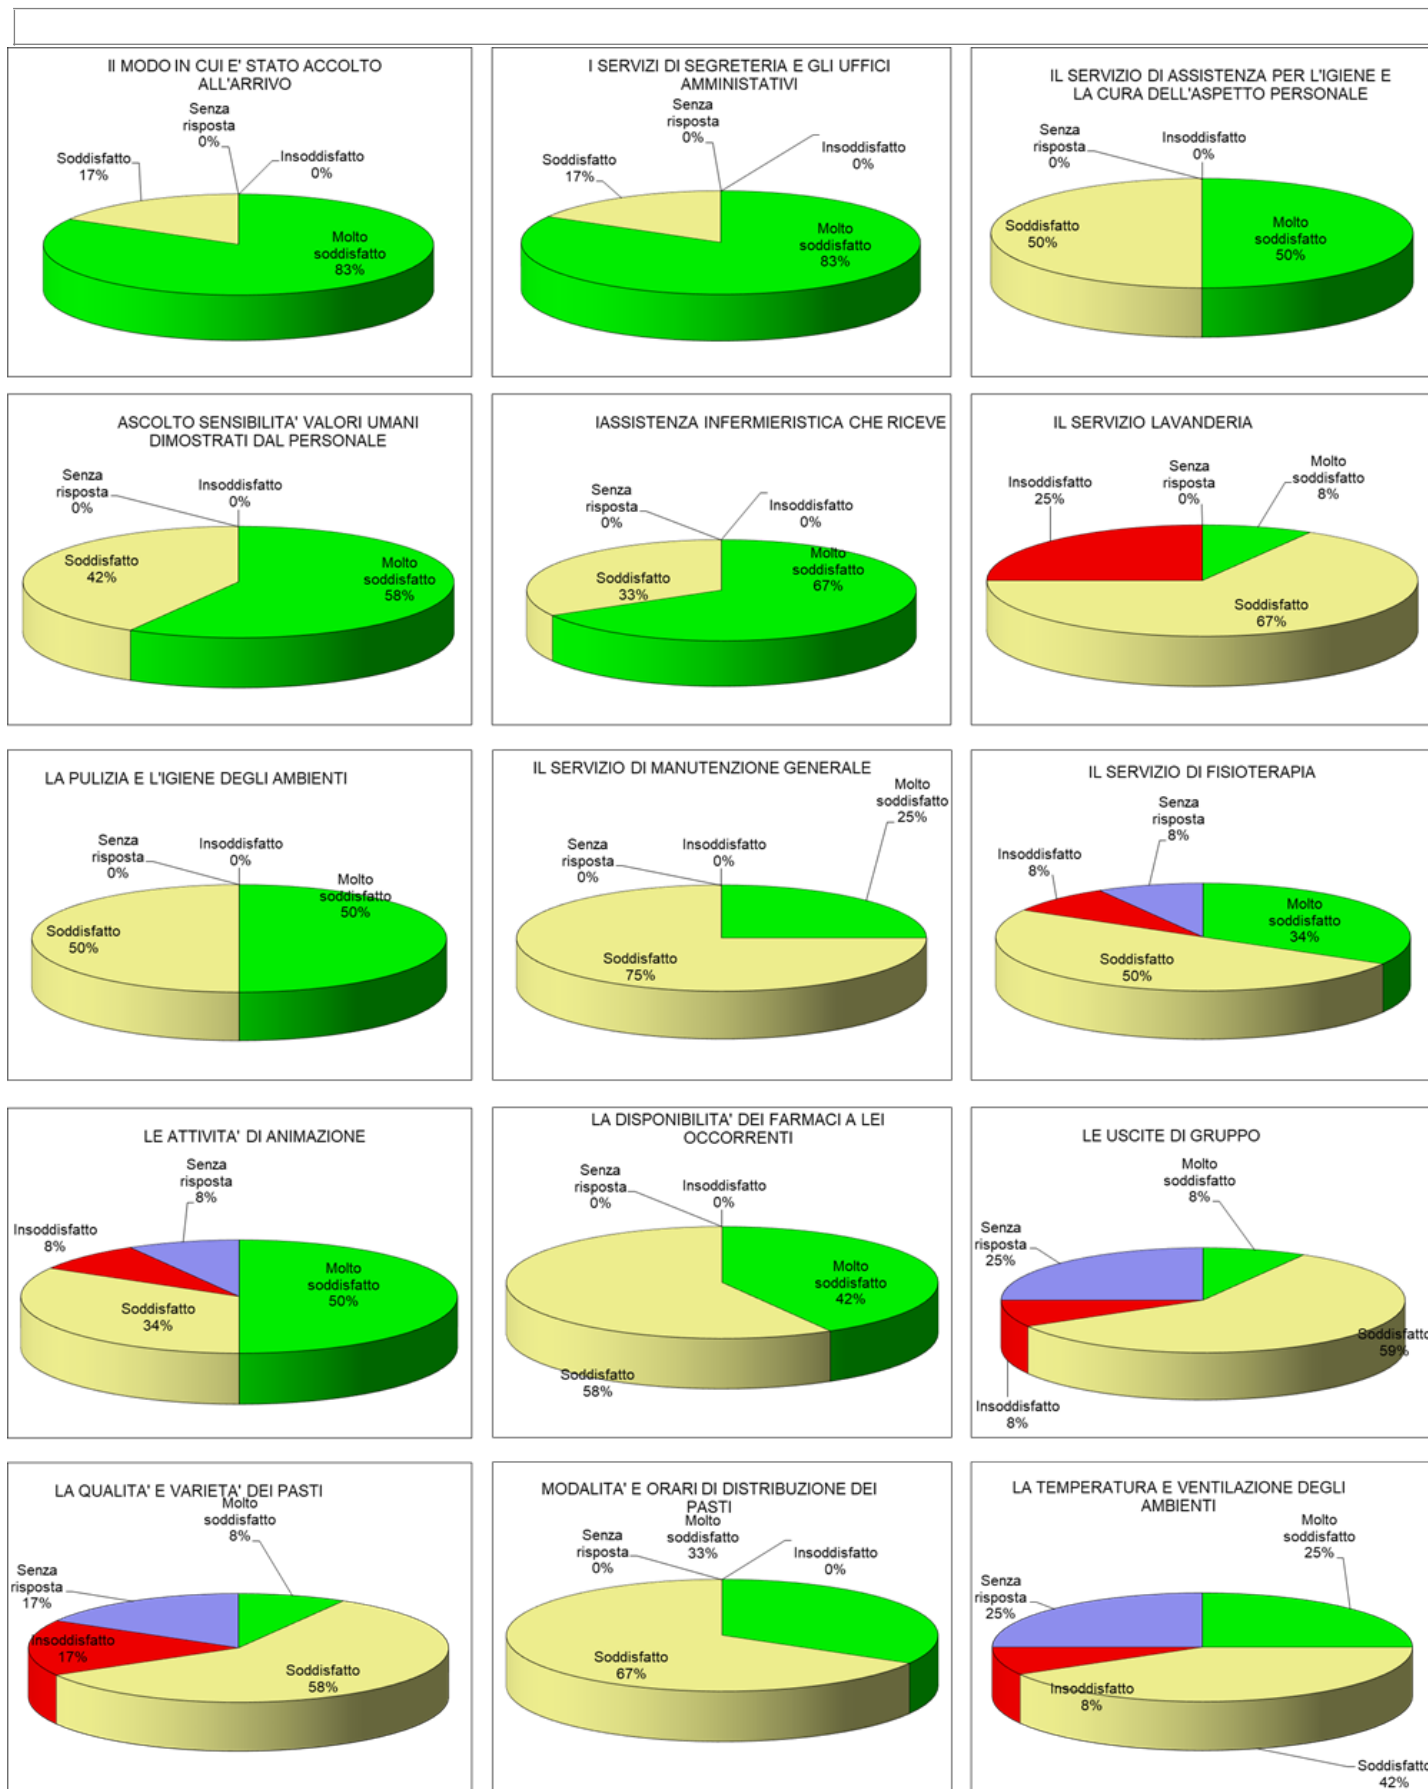 Il MODO IN CUI E' STATO ACCOLTO
ALL'ARRIVO
Senza
risposta
0%
Insoddisfatto
0%
Soddisfatto
17%
Molto
soddisfatto
83%
I SERVIZI DI SEGRETERIA E GLI UFFICI
AMMINISTATIVI
Senza
risposta
0%
Insoddisfatto
0%
Soddisfatto
17%
Molto
soddisfatto
83%
IL SERVIZIO DI ASSISTENZA PER L'IGIENE E
LA CURA DELL'ASPETTO PERSONALE
Senza
risposta
0%
Insoddisfatto
0%
Soddisfatto
50%
Molto
soddisfatto
50%
ASCOLTO SENSIBILITA' VALORI UMANI
DIMOSTRATI DAL PERSONALE
Senza
risposta
0%
Insoddisfatto
0%
Soddisfatto
42%
Molto
soddisfatto
58%
lASSISTENZA INFERMIERISTICA CHE RICEVE
Senza
risposta
0%
Insoddisfatto
0%
Soddisfatto
33%
Molto
soddisfatto
67%
IL SERVIZIO LAVANDERIA
Insoddisfatto
25%
Senza
risposta
0%
Molto
soddisfatto
8%
Soddisfatto
67%
LA PULIZIA E L'IGIENE DEGLI AMBIENTI
Senza
risposta
0%
Insoddisfatto
0%
Molto
soddisfatto
50%
Soddisfatto
50%
IL SERVIZIO DI MANUTENZIONE GENERALE
Molto
soddisfatto
25%
Senza
risposta
0%
Insoddisfatto
0%
Soddisfatto
75%
IL SERVIZIO DI FISIOTERAPIA
Senza
risposta
8%
Insoddisfatto
8%
Molto
soddisfatto
34%
Soddisfatto
50%
LE ATTIVITA' DI ANIMAZIONE
Senza
risposta
8%
Insoddisfatto
8%
Molto
soddisfatto
50%
Soddisfatto
34%
LA DISPONIBILITA' DEI FARMACI A LEI
OCCORRENTI
Senza
risposta
0%
Insoddisfatto
0%
Molto
soddisfatto
42%
Soddisfatto
58%
LE USCITE DI GRUPPO
Molto
soddisfatto
8%
Senza
risposta
25%
Soddisfatto
59%
Insoddisfatto
8%
LA QUALITA' E VARIETA' DEI PASTI
Molto
soddisfatto
8%
Senza
risposta
17%
Insoddisfatto
17%
Soddisfatto
58%
MODALITA' E ORARI DI DISTRIBUZIONE DEI
PASTI
Senza
risposta
0%
Molto
soddisfatto
33%
Insoddisfatto
0%
Soddisfatto
67%
LA TEMPERATURA E VENTILAZIONE DEGLI
AMBIENTI
Molto
soddisfatto
25%
Senza
risposta
25%
Insoddisfatto
8%
Soddisfatto
42%